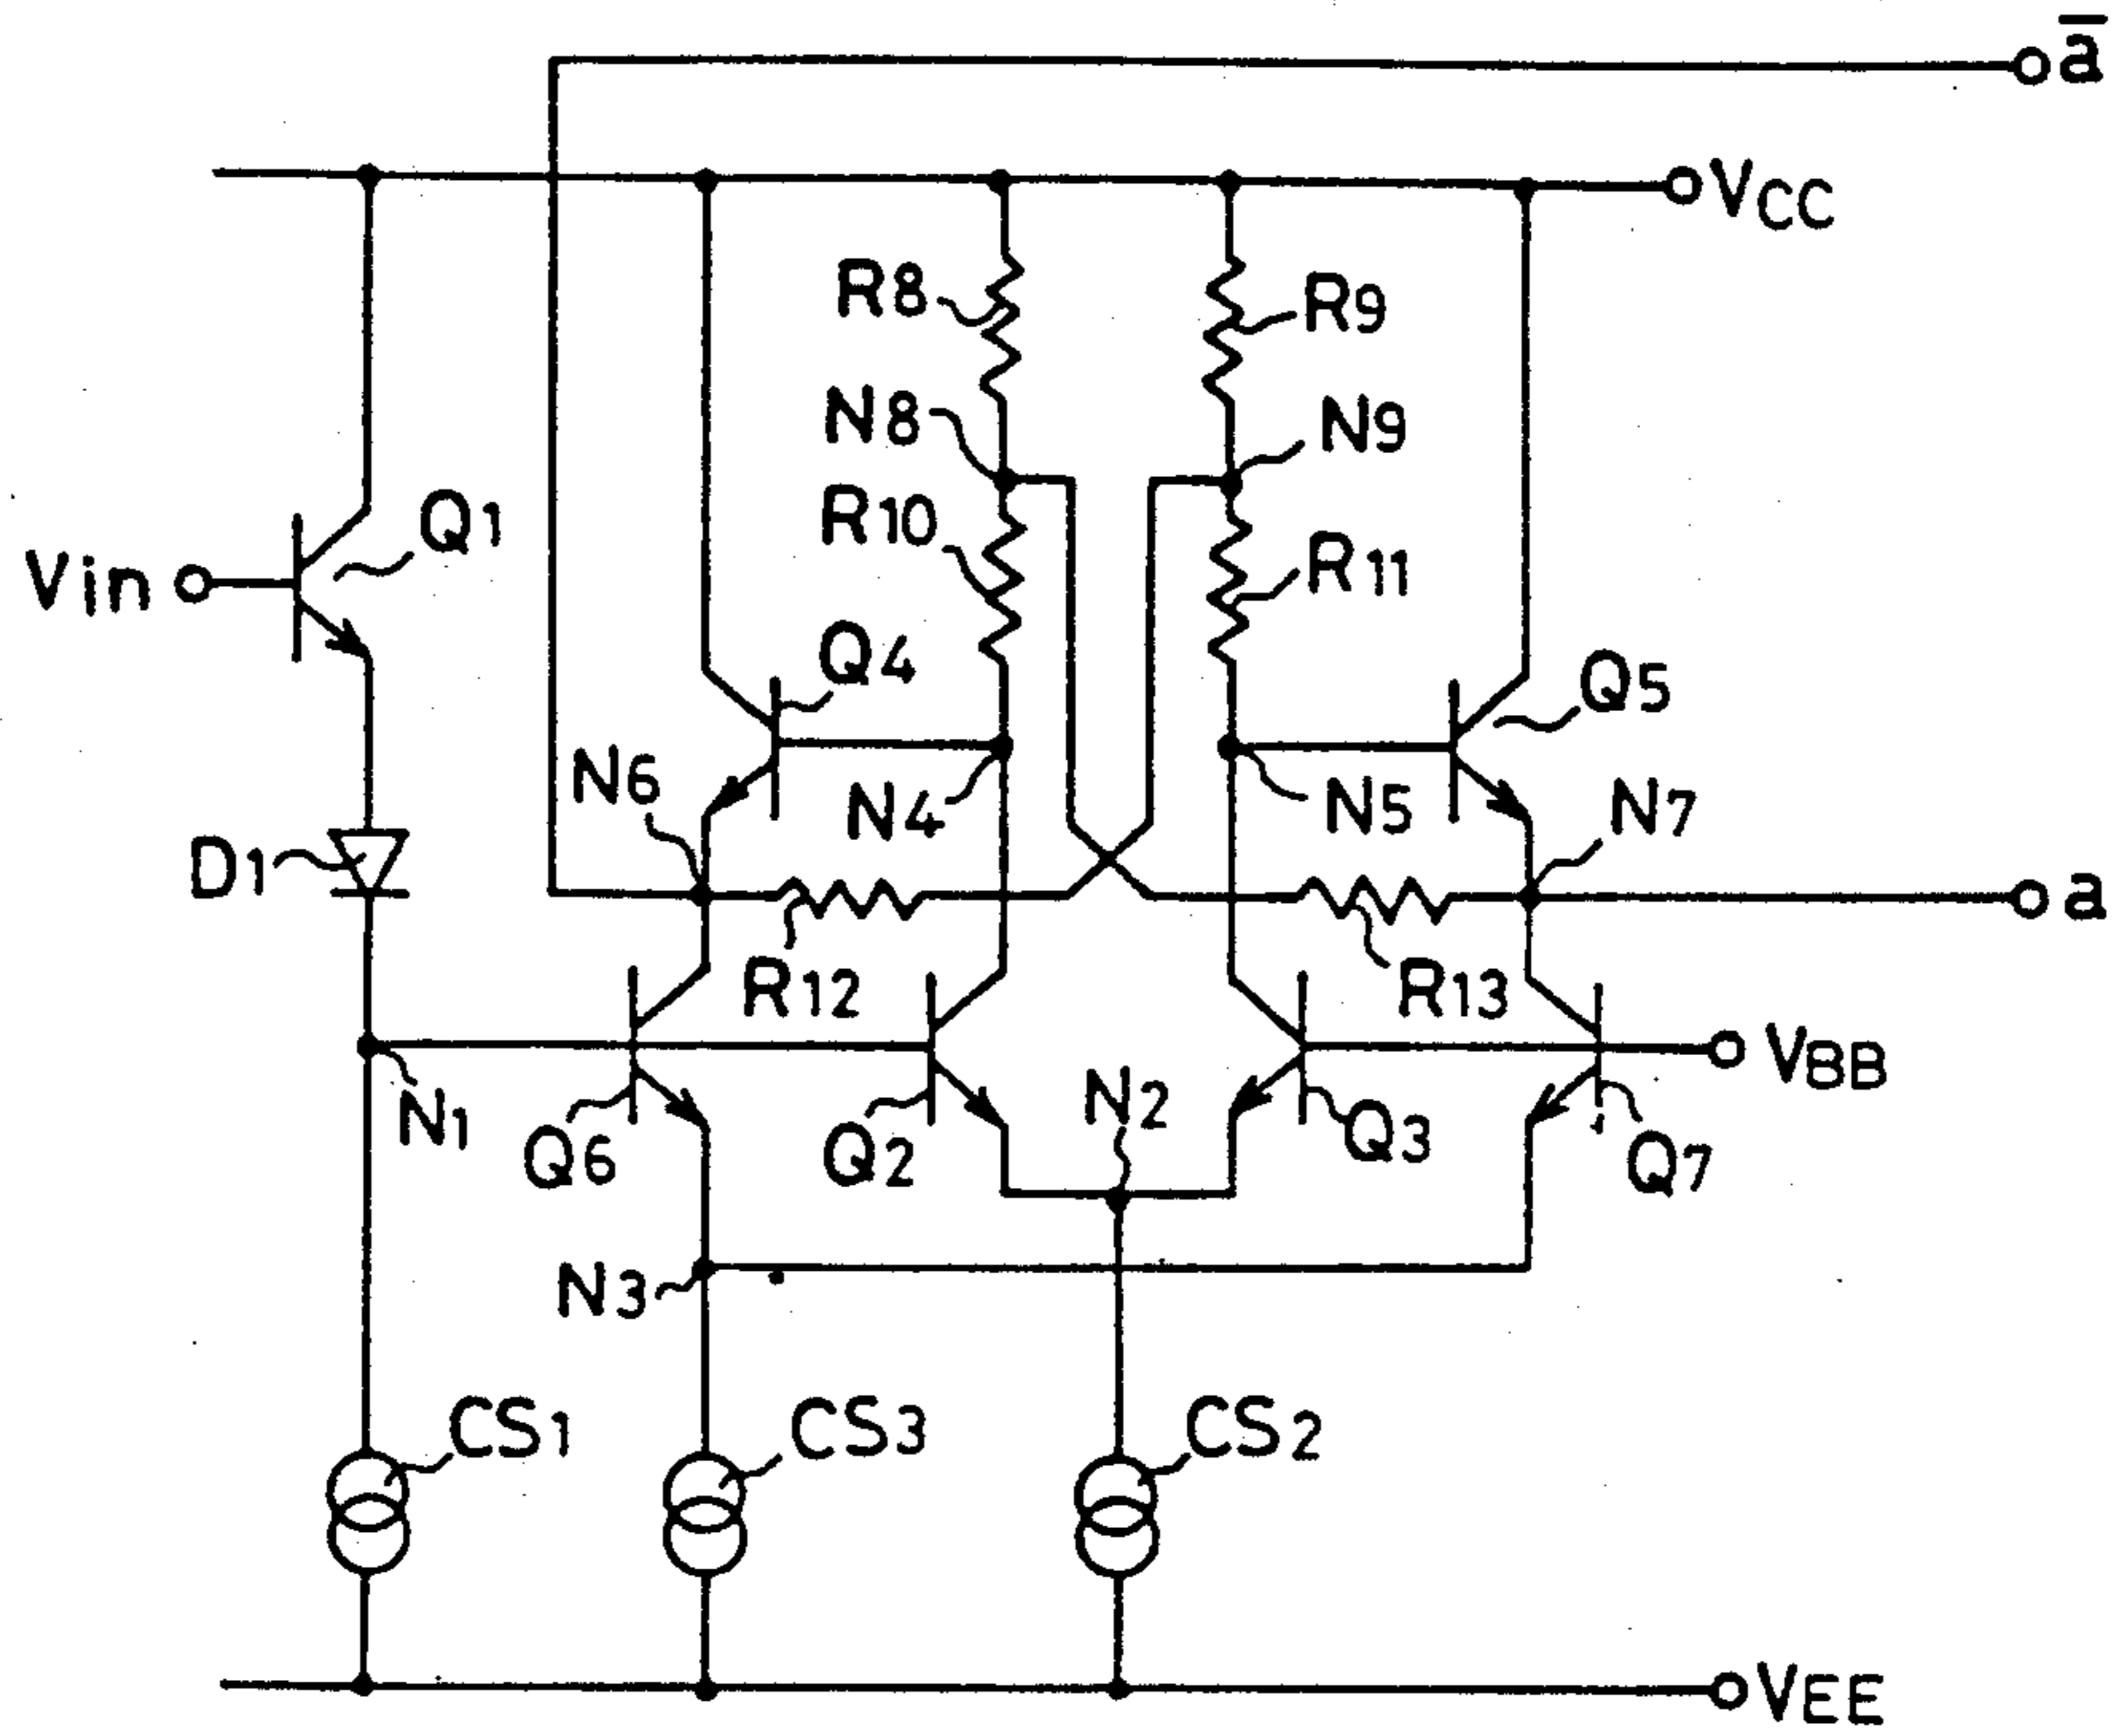 a̅
VCC
R8
R9
N8
N9
R10
Q1
R11
Vin
Q4
Q5
N6
N4
N5
N7
D1
a
R12
R13
VBB
N1
N2
Q6
Q2
Q3
Q7
N3
CS1
CS3
CS2
VEE